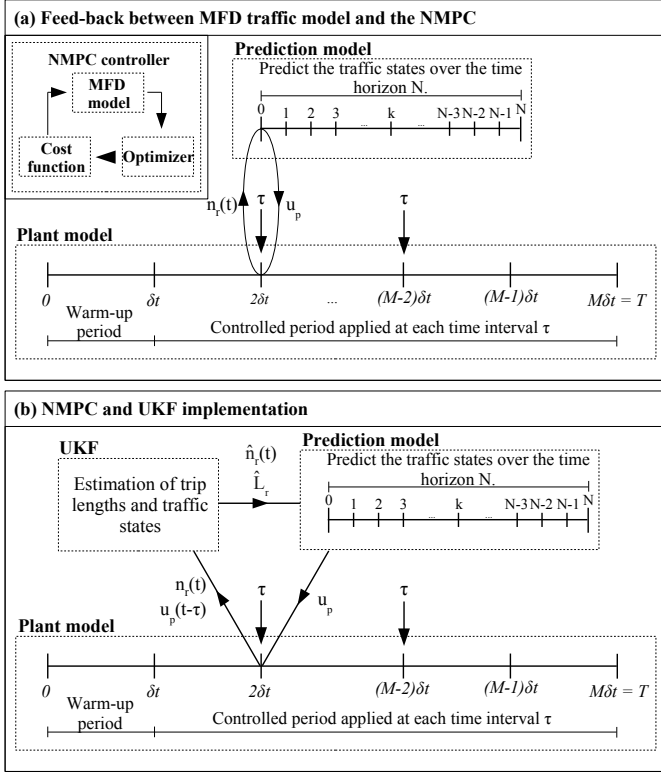 (a) Feed-back between MFD traffic model and the NMPC
NMPC controller
MFD
model
Cost
function
Optimizer
Prediction model
Predict the traffic states over the time
horizon N.
0 1 2 3 ... k ... N-3 N-2 N-1 N
n_r(t) τ u_p τ
Plant model
0 δt 2δt ... (M-2)δt (M-1)δt Mδt = T
Warm-up
period
Controlled period applied at each time interval τ
(b) NMPC and UKF implementation
UKF
Estimation of trip
lengths and traffic
states
n̂_r(t)
L̂_r
Prediction model
Predict the traffic states over the time
horizon N.
0 1 2 3 ... k ... N-3 N-2 N-1 N
n_r(t)
u_p(t-τ)
τ u_p τ
Plant model
0 δt 2δt (M-2)δt (M-1)δt Mδt = T
Warm-up
period
Controlled period applied at each time interval τ